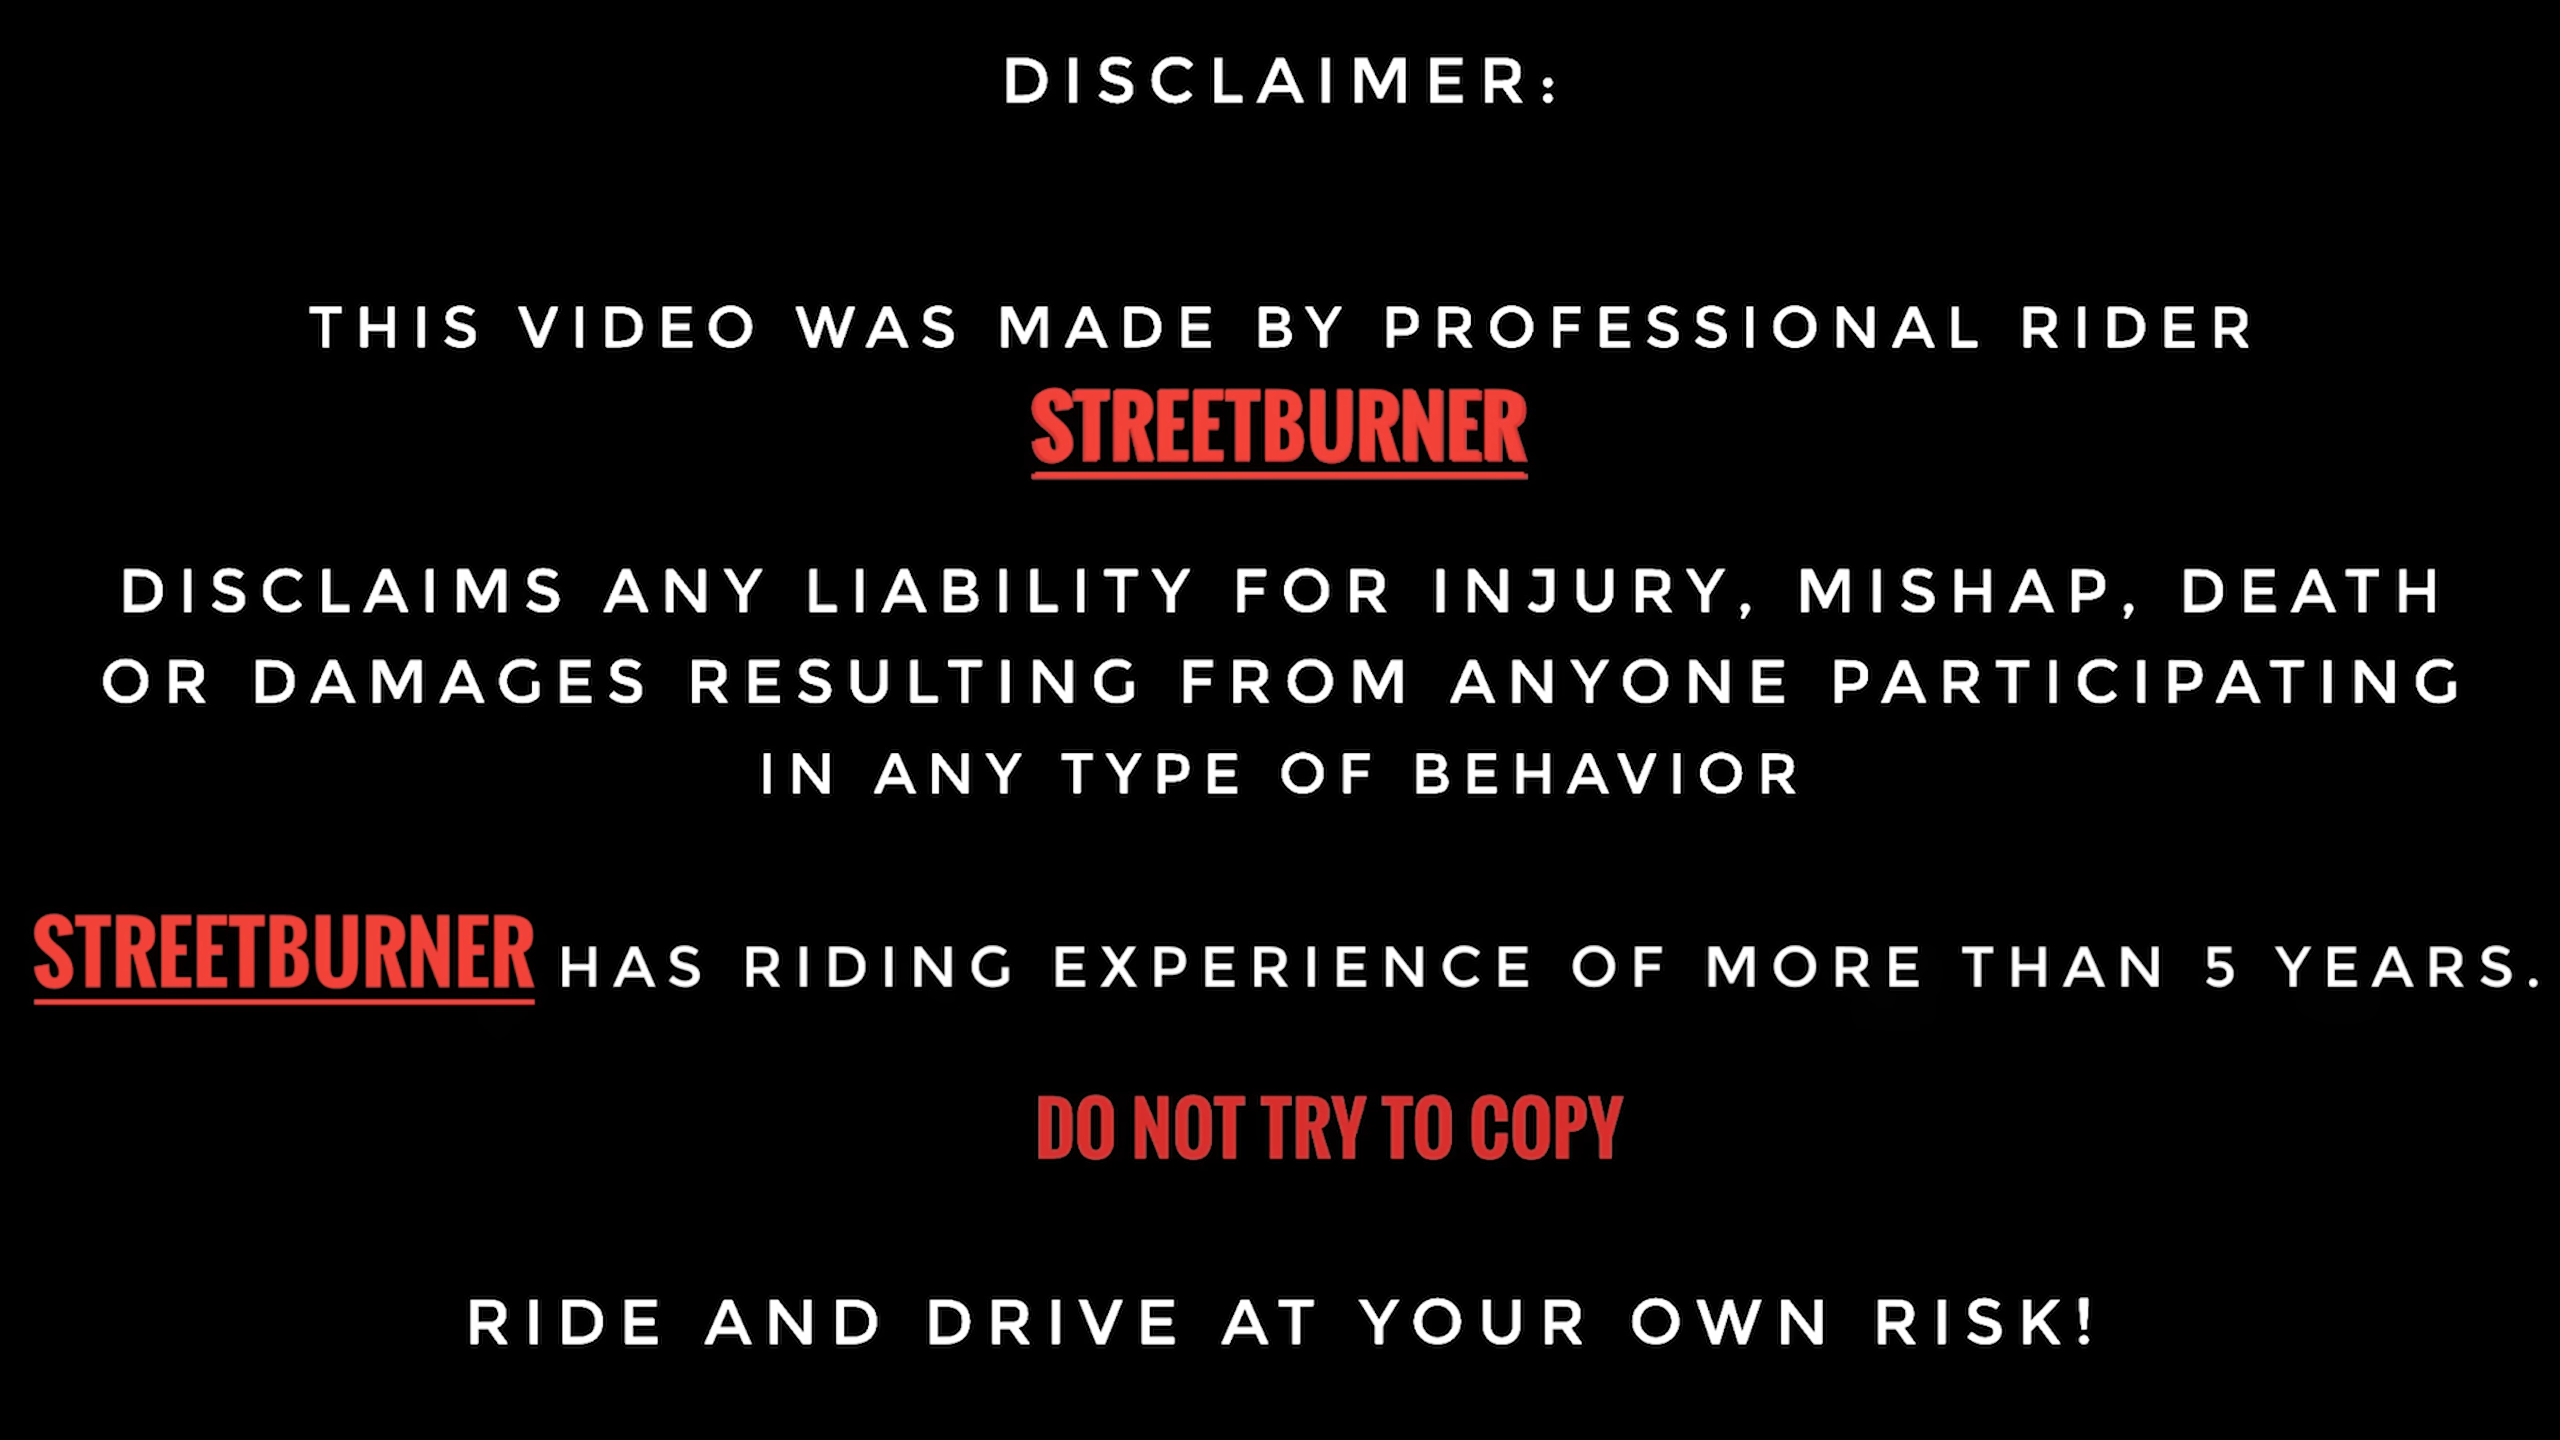 DISCLAIMER:
THIS VIDEO WAS MADE BY PROFESSIONAL RIDER
STREETBURNER
DISCLAIMS ANY LIABILITY FOR INJURY, MISHAP, DEATH
OR DAMAGES RESULTING FROM ANYONE PARTICIPATING
IN ANY TYPE OF BEHAVIOR
STREETBURNER HAS RIDING EXPERIENCE OF MORE THAN 5 YEARS.
DO NOT TRY TO COPY
RIDE AND DRIVE AT YOUR OWN RISK!